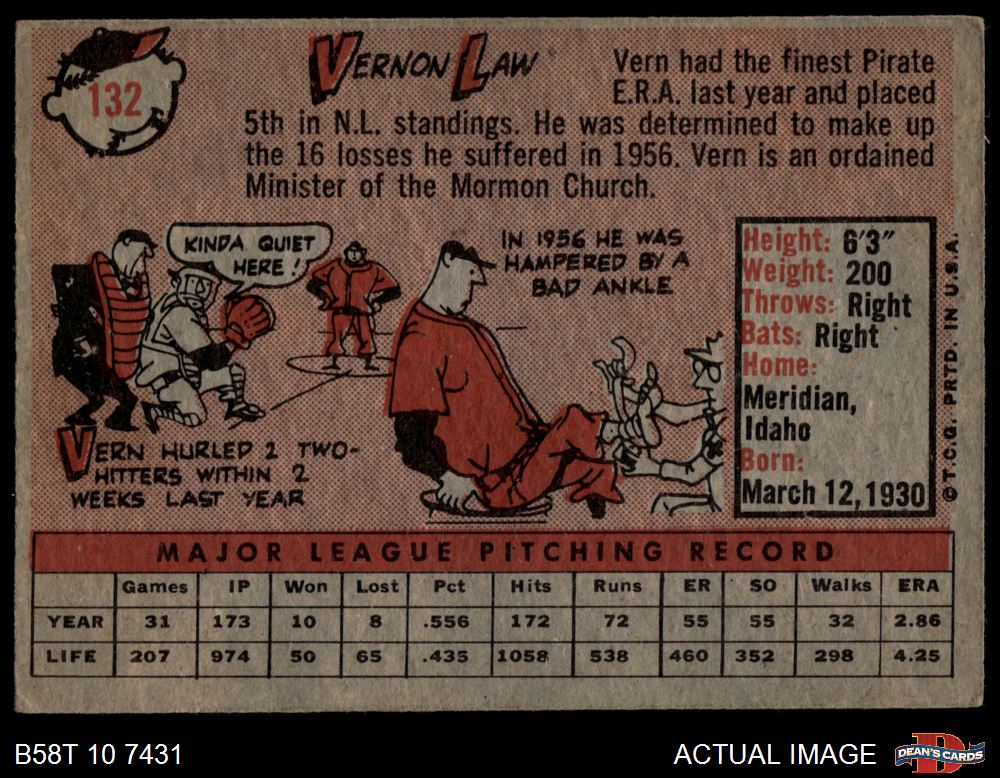 132
VERNON LAW
Vern had the finest Pirate
E.R.A. last year and placed
5th in N.L. standings. He was determined to make up
the 16 losses he suffered in 1956. Vern is an ordained
Minister of the Mormon Church.
KINDA QUIET
HERE!
VERN HURLED 2 TWO-
HITTERS WITHIN 2
WEEKS LAST YEAR
IN 1956 HE WAS
HAMPERED BY A
BAD ANKLE
Height: 6'3"
Weight: 200
Throws: Right
Bats: Right
Home:
Meridian,
Idaho
Born:
March 12, 1930
© T.C.G. PRTD. IN U.S.A.
MAJOR LEAGUE PITCHING RECORD
Games IP Won Lost Pct Hits Runs ER SO Walks ERA
YEAR 31 173 10 8 .556 172 72 55 55 32 2.86
LIFE 207 974 50 65 .435 1058 538 460 352 298 4.25
B58T 10 7431
ACTUAL IMAGE
DEAN'S CARDS